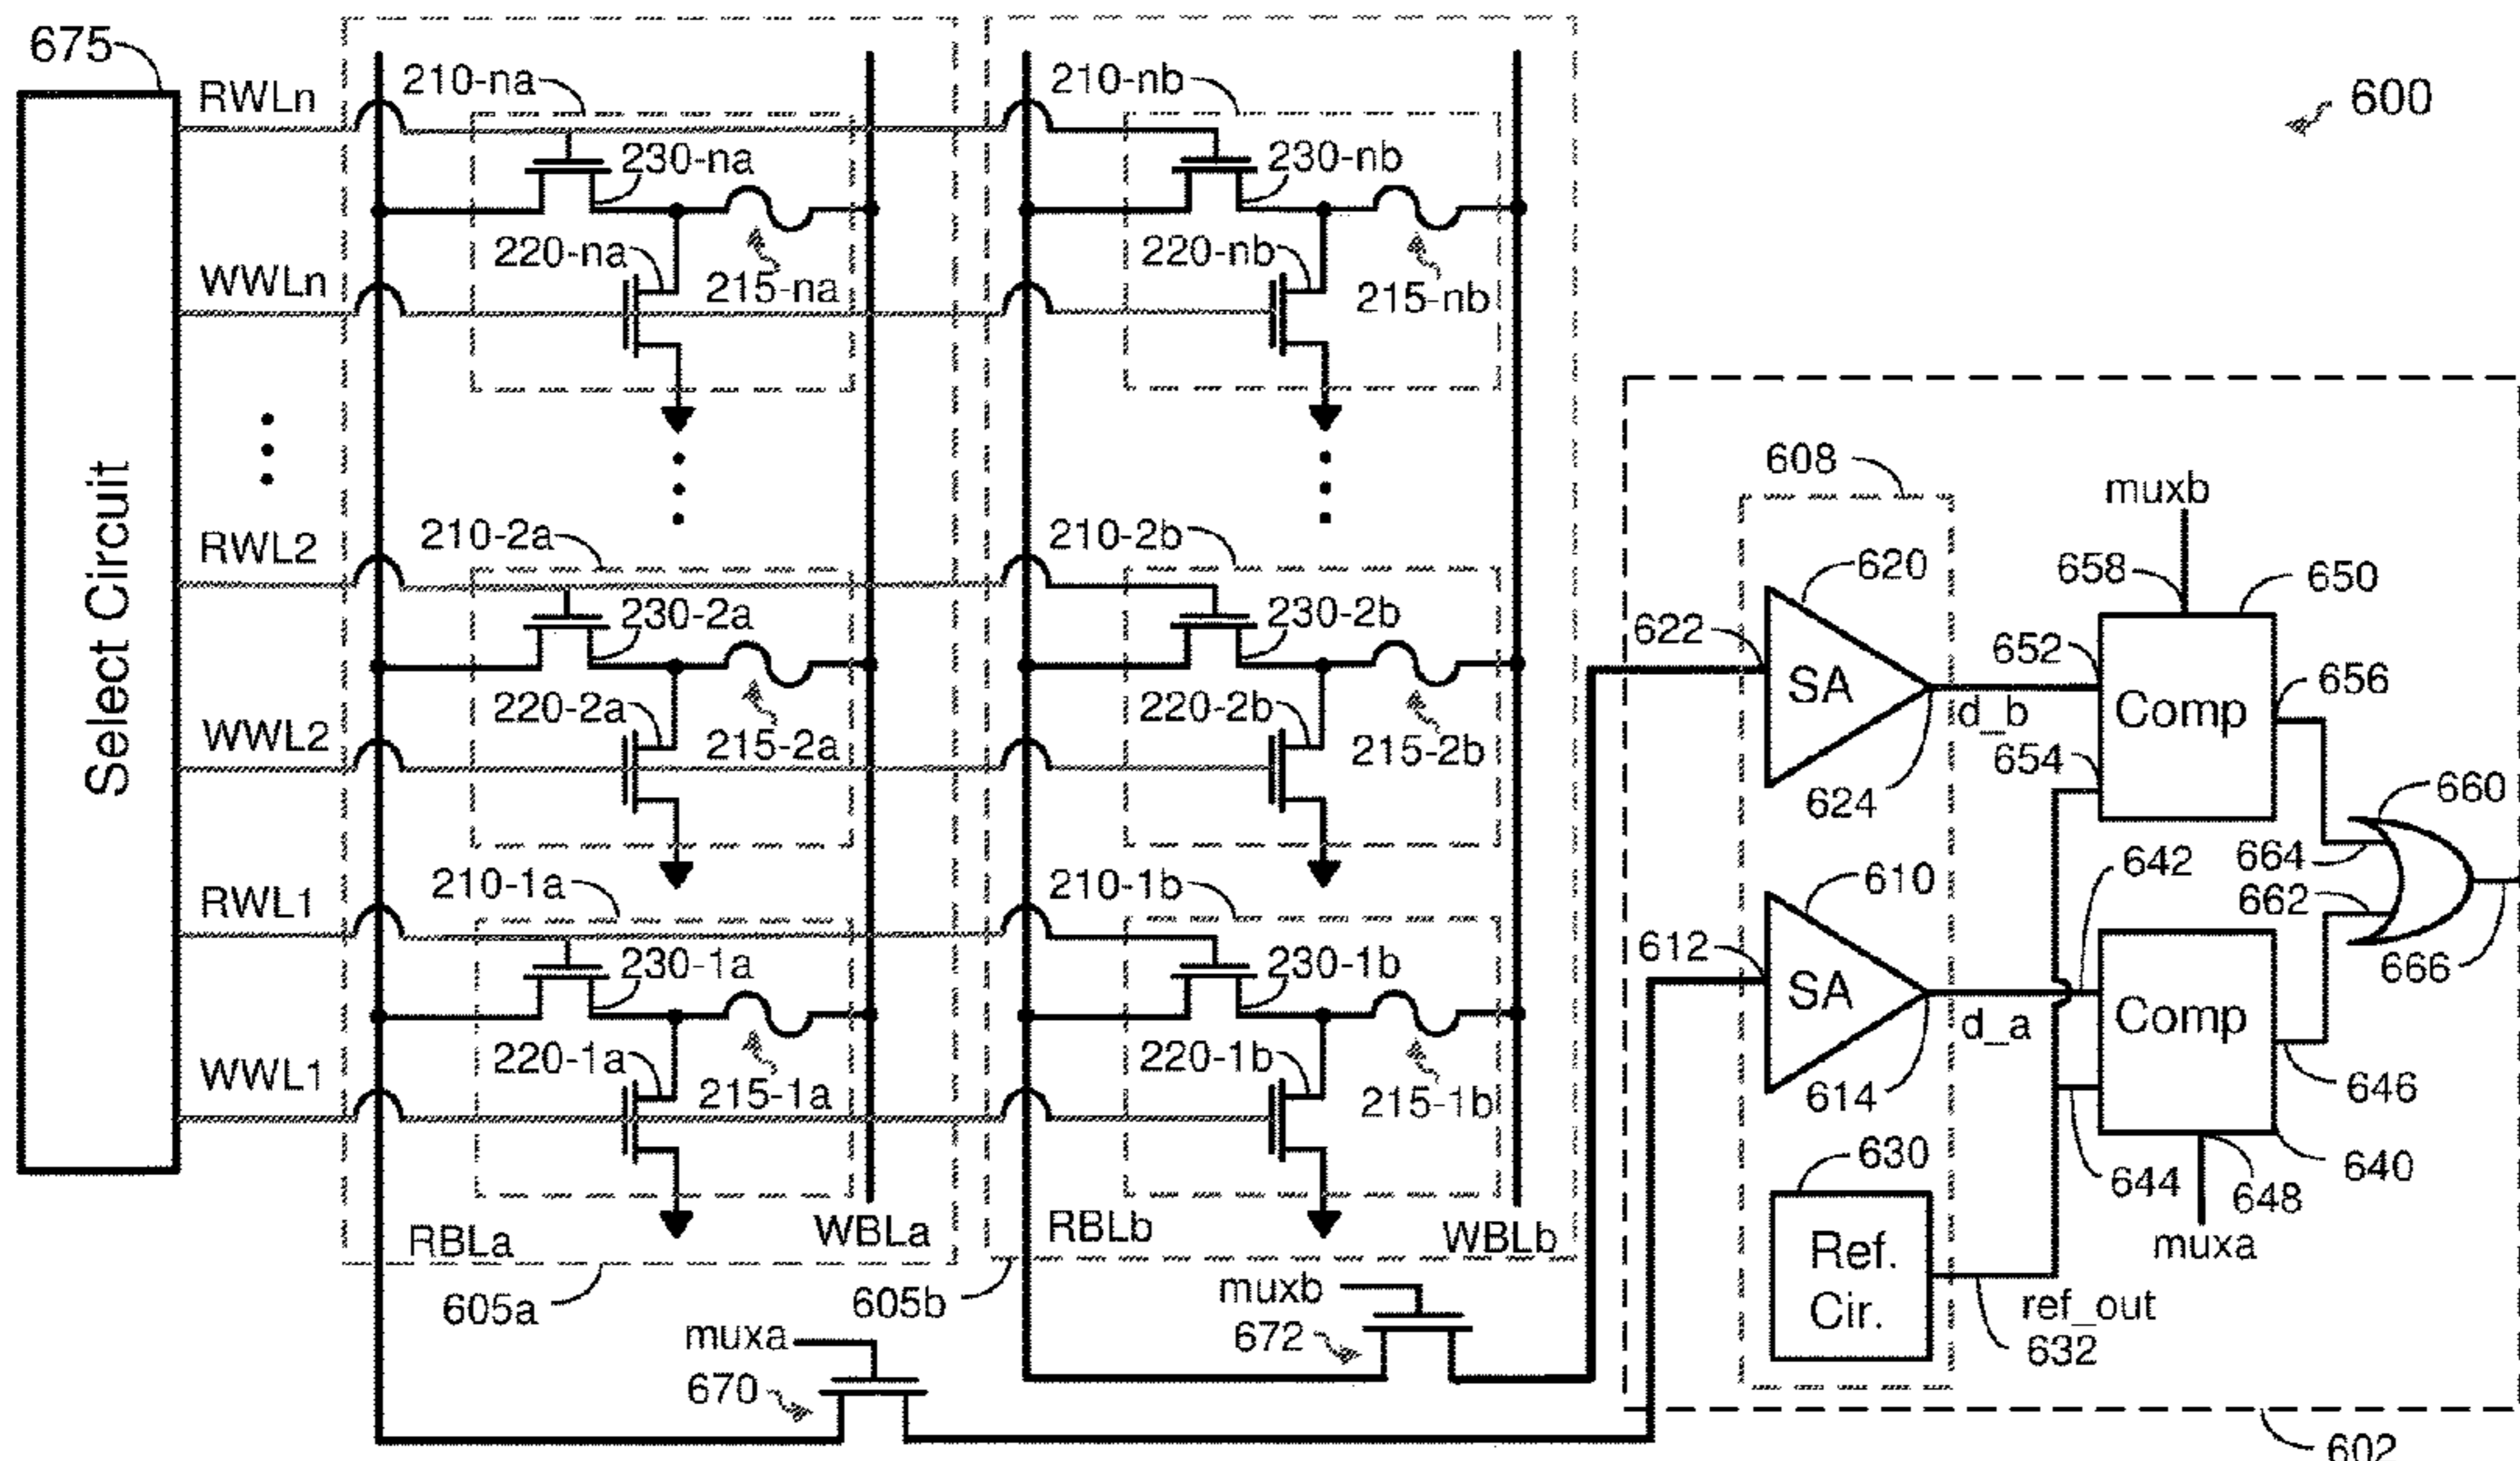 675
RWLn
210-na
210-nb
600
230-na
230-nb
220-na
220-nb
WWLn
215-na
215-nb
Select Circuit
608
muxb
RWL2
210-2a
210-2b
620
658
650
230-2a
230-2b
622
652
656
SA
Comp
220-2a
220-2b
d_b
WWL2
215-2a
215-2b
654
624
660
664
642
RWL1
210-1a
210-1b
610
662
230-1a
230-1b
612
666
SA
Comp
d_a
220-1a
220-1b
WWL1
215-1a
215-1b
614
646
630
640
644
648
RBLa
WBLa
RBLb
WBLb
muxa
Ref.
Cir.
605a
605b
muxb
ref_out
muxa
672
632
670
602